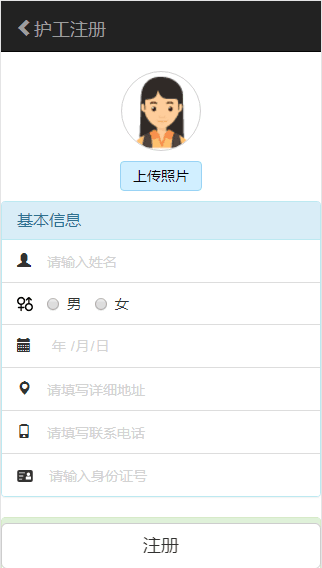 护工注册
上传照片
基本信息
请输入姓名
男 女
年 /月/日
请填写详细地址
请填写联系电话
请输入身份证号
注册